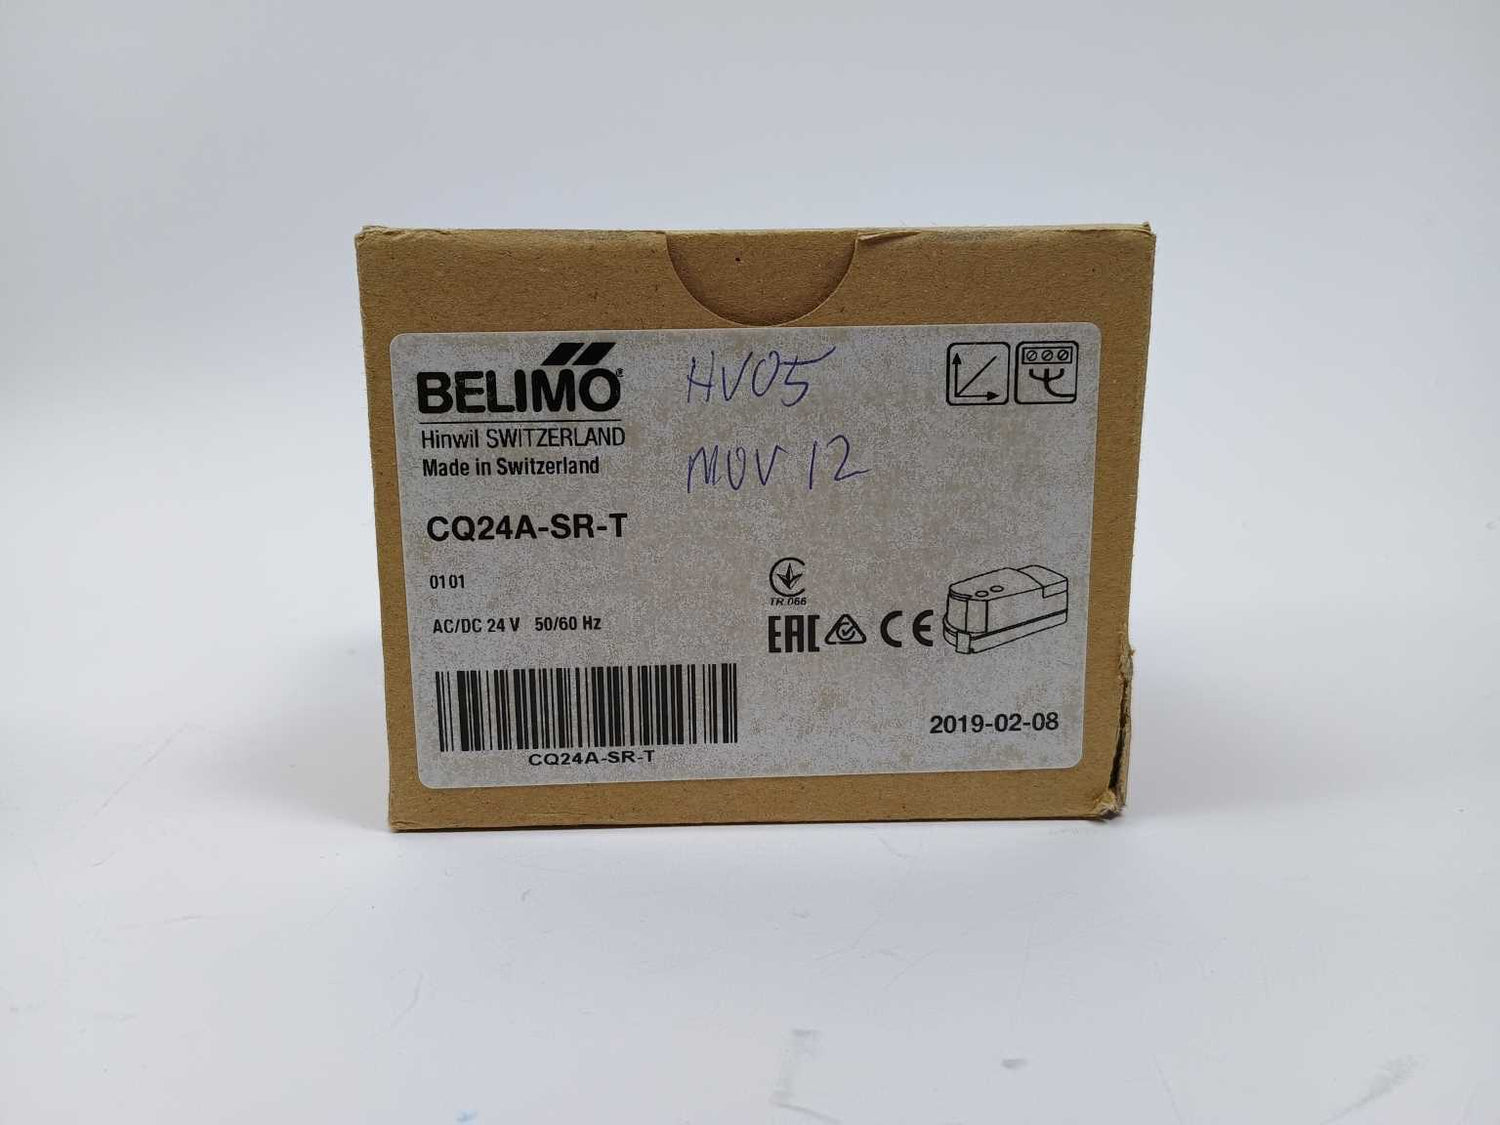 BELIMO®
Hinwil SWITZERLAND
Made in Switzerland
HV05
MOV 12
CQ24A-SR-T
0101
AC/DC 24 V 50/60 Hz
TR.066
EAC CE
CQ24A-SR-T
2019-02-08